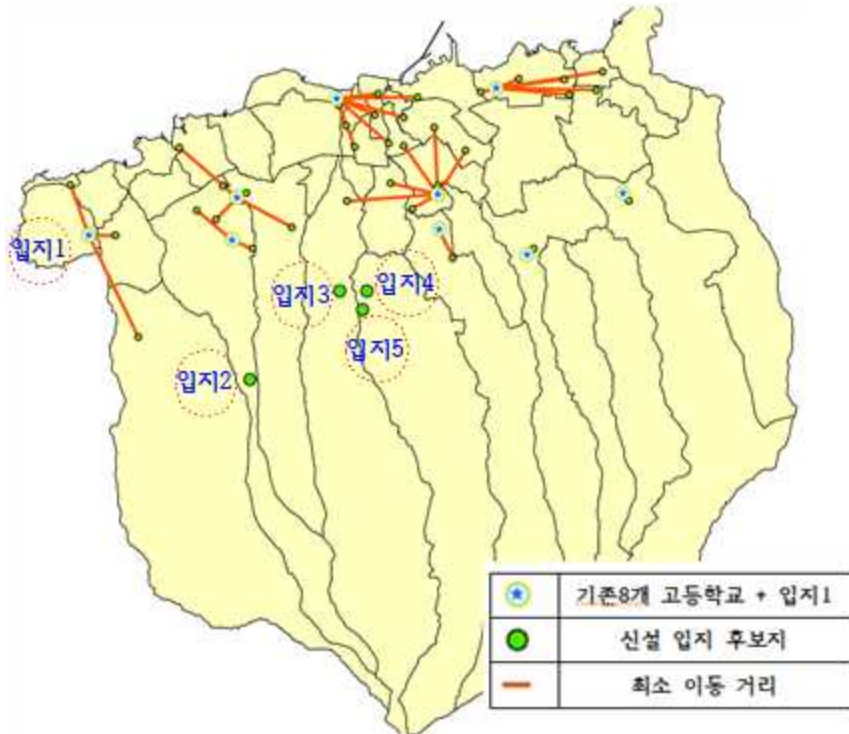 입지1
입지3
입지4
입지5
입지2
기존8개 고등학교 + 입지1
신설 입지 후보지
최소 이동 거리